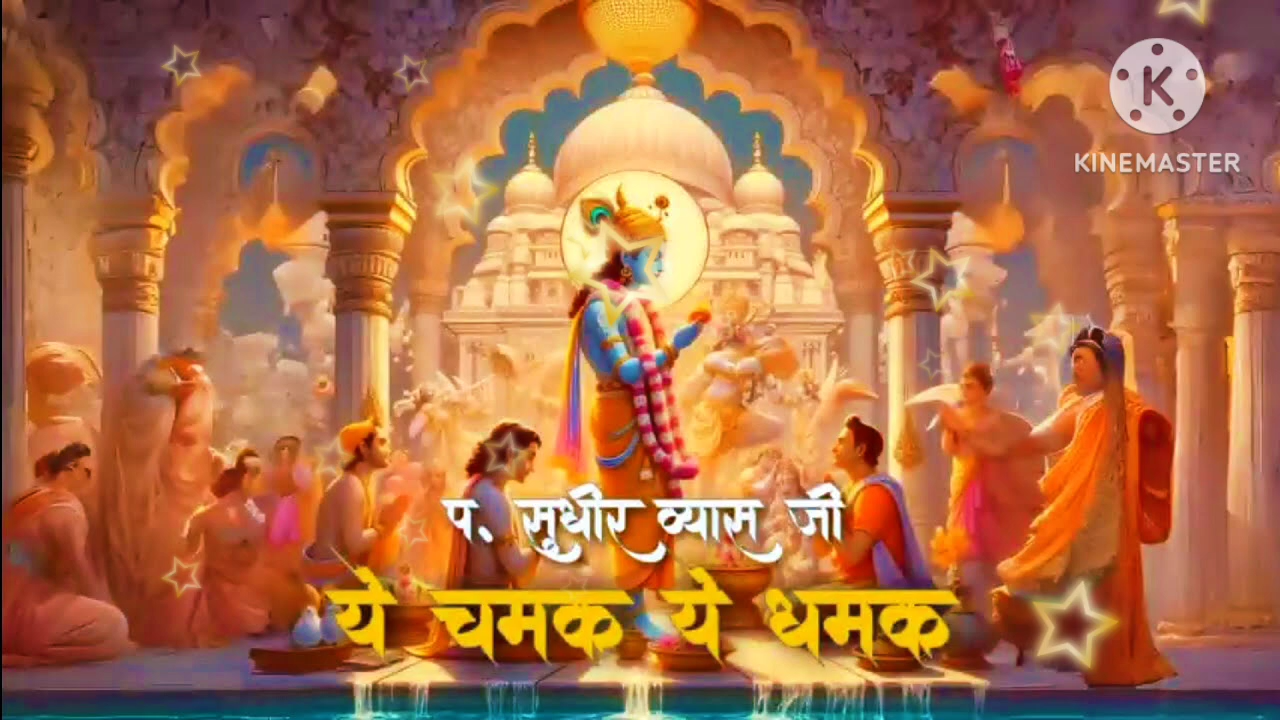 K
KINEMASTER
प. सुधीर व्यास जी
ये चमक ये धमक